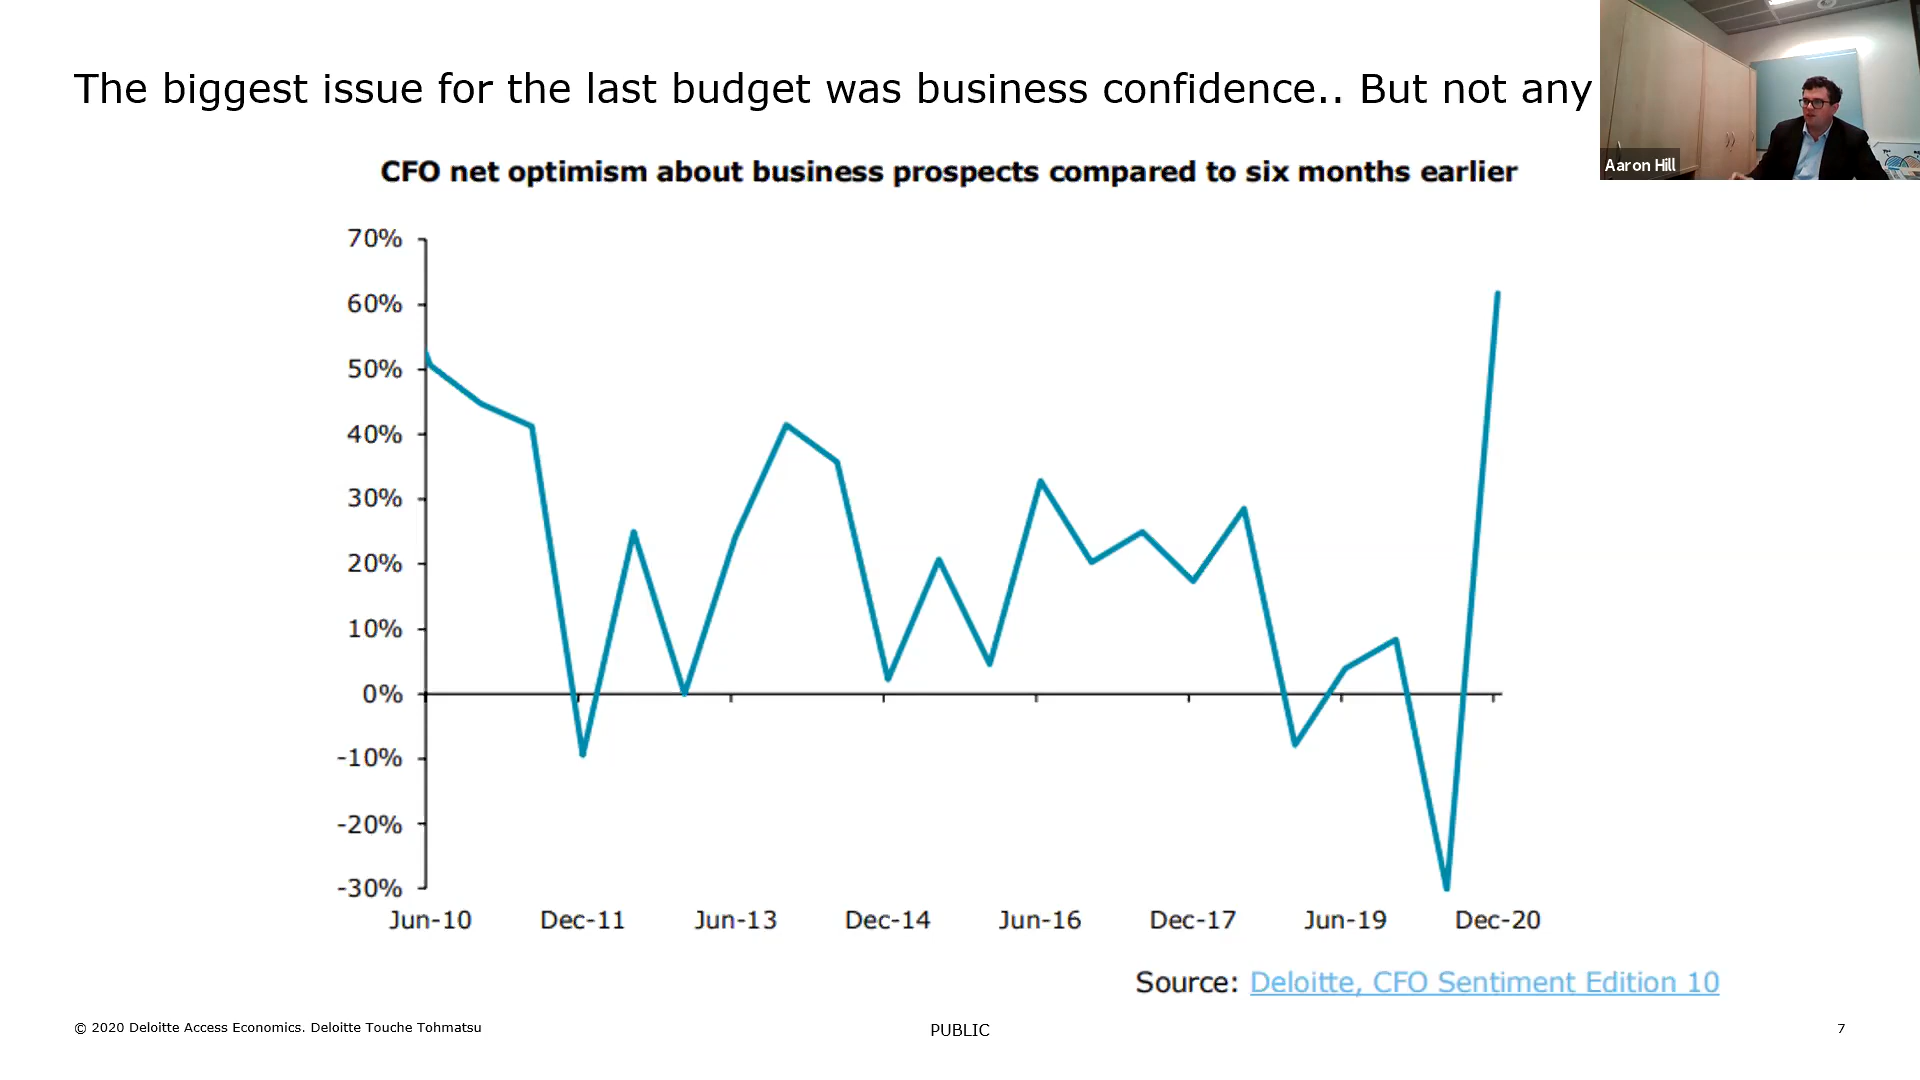 The biggest issue for the last budget was business confidence.. But not any
Aaron Hill
CFO net optimism about business prospects compared to six months earlier
70%
60%
50%
40%
30%
20%
10%
0%
-10%
-20%
-30%
Jun-10 Dec-11 Jun-13 Dec-14 Jun-16 Dec-17 Jun-19 Dec-20
Source: Deloitte, CFO Sentiment Edition 10
© 2020 Deloitte Access Economics. Deloitte Touche Tohmatsu PUBLIC 7